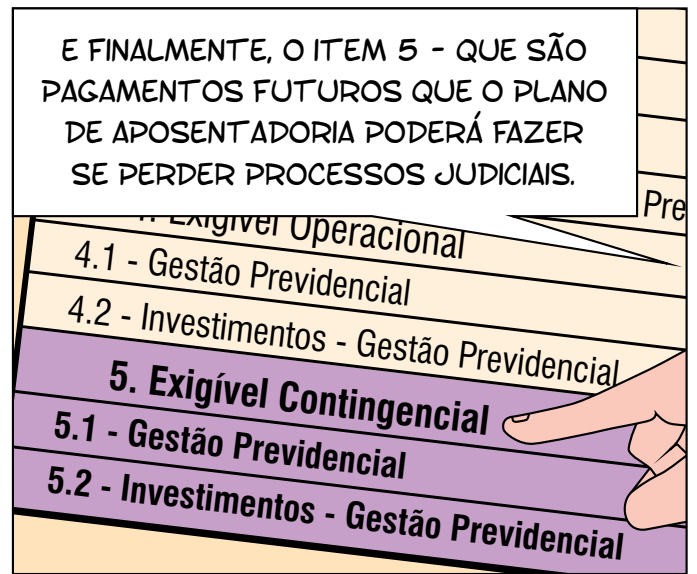 E FINALMENTE, O ITEM 5 - QUE SÃO
PAGAMENTOS FUTUROS QUE O PLANO
DE APOSENTADORIA PODERÁ FAZER
SE PERDER PROCESSOS JUDICIAIS.
Pre
4. Exigível Operacional
4.1 - Gestão Previdencial
4.2 - Investimentos - Gestão Previdencial
5. Exigível Contingencial
5.1 - Gestão Previdencial
5.2 - Investimentos - Gestão Previdencial